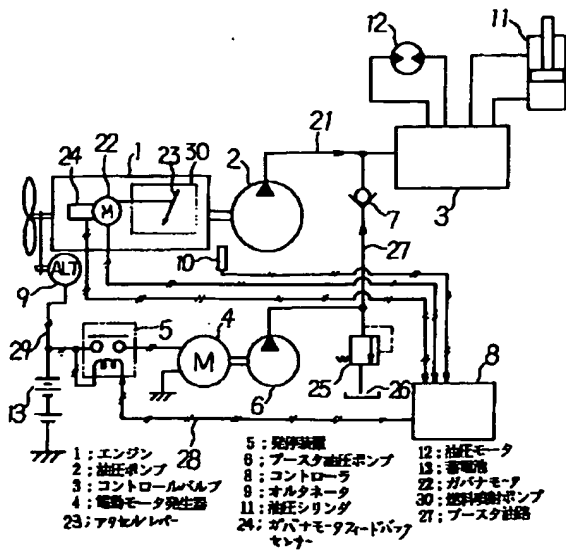 12
11
21
22
1
23
30
24
2
M
3
7
10
27
ALT
9
5
4
29
M
25
26
8
13
6
28
1；エンジン
2；油圧ポンプ
3；コントロールバルブ
4；電動モータ発生器
23；アクセルレバー
5；発停装置
6；ブースタ油圧ポンプ
8；コントローラ
9；オルタネータ
11；油圧シリンダ
24；ガバナモータフィードバック
センサー
12；油圧モータ
13；蓄電池
22；ガバナモータ
30；燃料噴射ポンプ
27；ブースタ油路